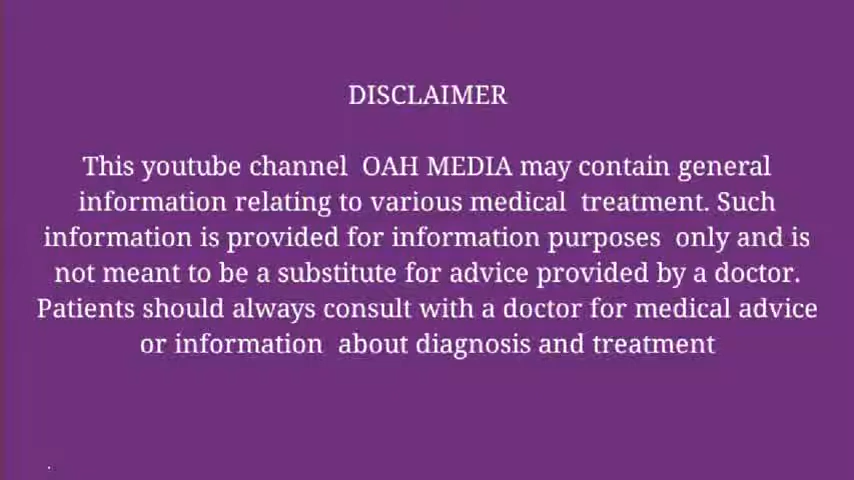 DISCLAIMER
This youtube channel  OAH MEDIA may contain general
information relating to various medical  treatment. Such
information is provided for information purposes  only and is
not meant to be a substitute for advice provided by a doctor.
Patients should always consult with a doctor for medical advice
or information  about diagnosis and treatment
.